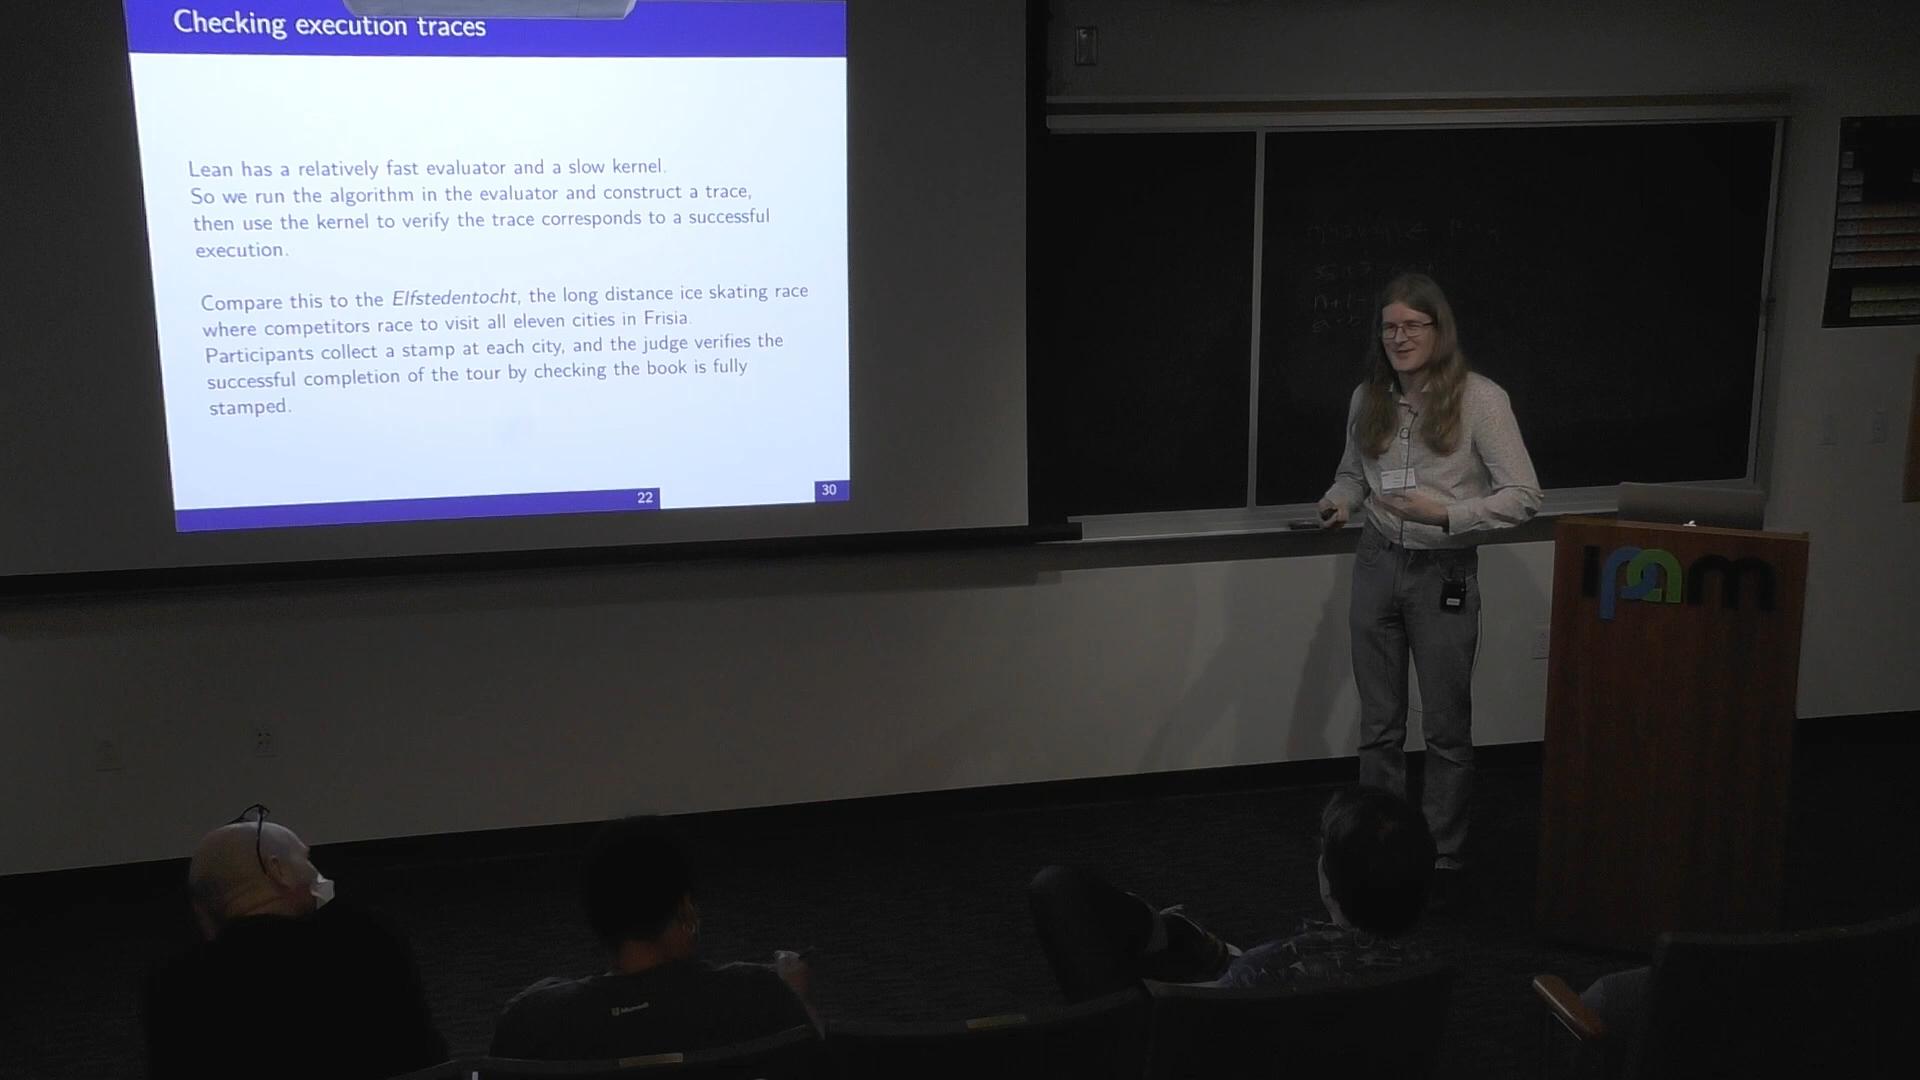 Checking execution traces
Lean has a relatively fast evaluator and a slow kernel.
So we run the algorithm in the evaluator and construct a trace,
then use the kernel to verify the trace corresponds to a successful
execution.
Compare this to the Elfstedentocht, the long distance ice skating race
where competitors race to visit all eleven cities in Frisia.
Participants collect a stamp at each city, and the judge verifies the
successful completion of the tour by checking the book is fully
stamped.
22
30
ipam
Microsoft